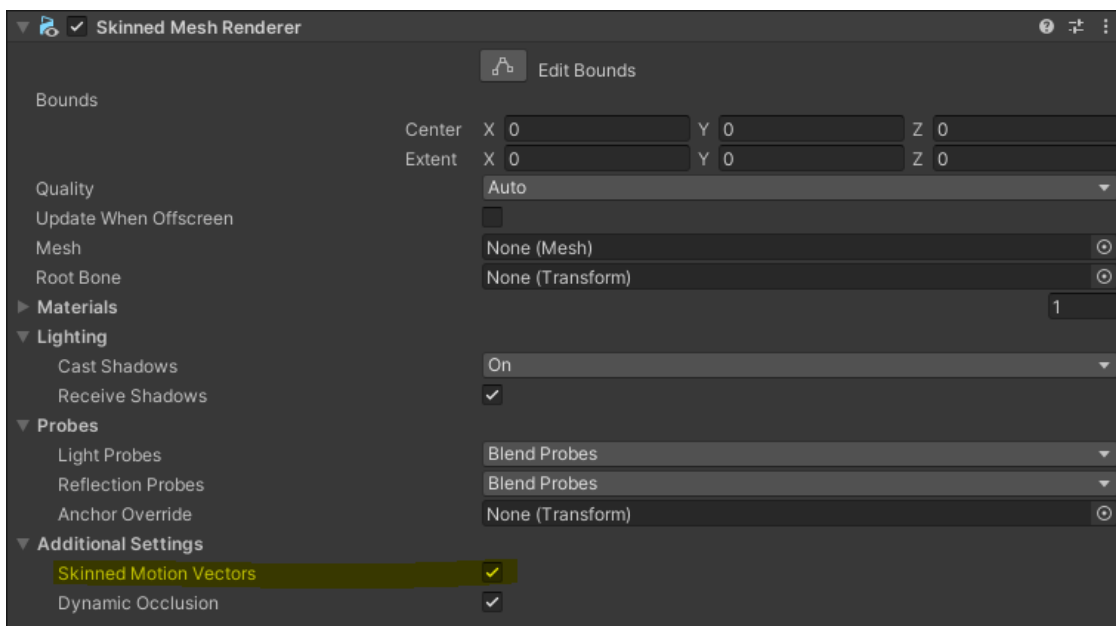 Skinned Mesh Renderer
Edit Bounds
Bounds
Center X 0 Y 0 Z 0
Extent X 0 Y 0 Z 0
Quality Auto
Update When Offscreen
Mesh None (Mesh)
Root Bone None (Transform)
Materials 1
Lighting
Cast Shadows On
Receive Shadows
Probes
Light Probes Blend Probes
Reflection Probes Blend Probes
Anchor Override None (Transform)
Additional Settings
Skinned Motion Vectors
Dynamic Occlusion